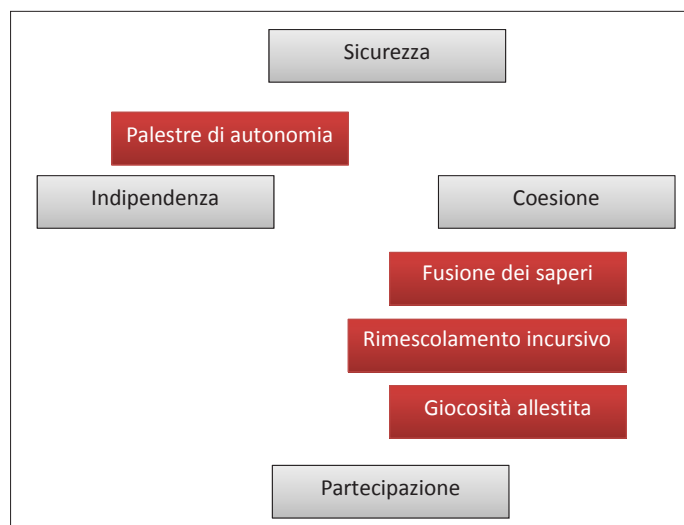 Sicurezza
Palestre di autonomia
Indipendenza
Coesione
Fusione dei saperi
Rimescolamento incursivo
Giocosità allestita
Partecipazione